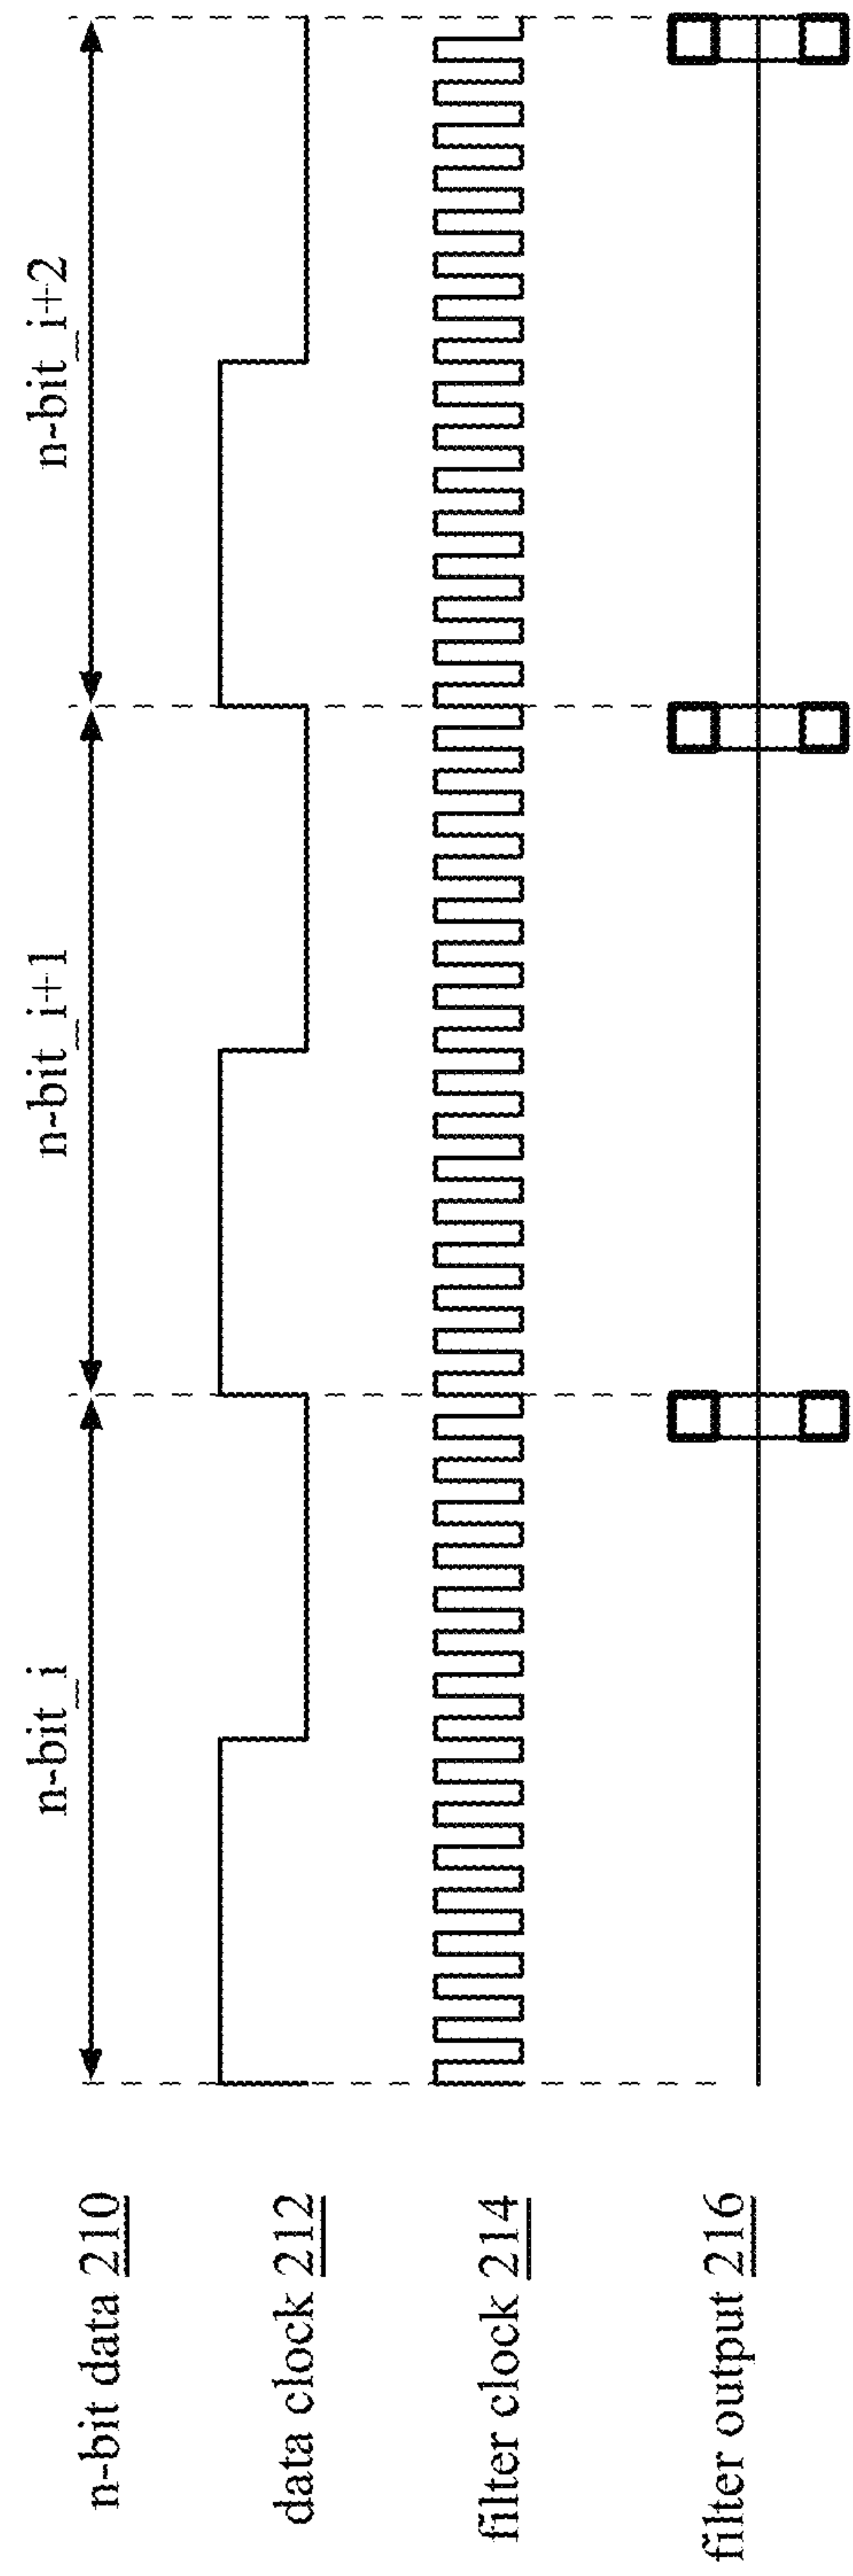 n-bit data 210
n-bit_i
n-bit_i+1
n-bit_i+2
data clock 212
filter clock 214
filter output 216